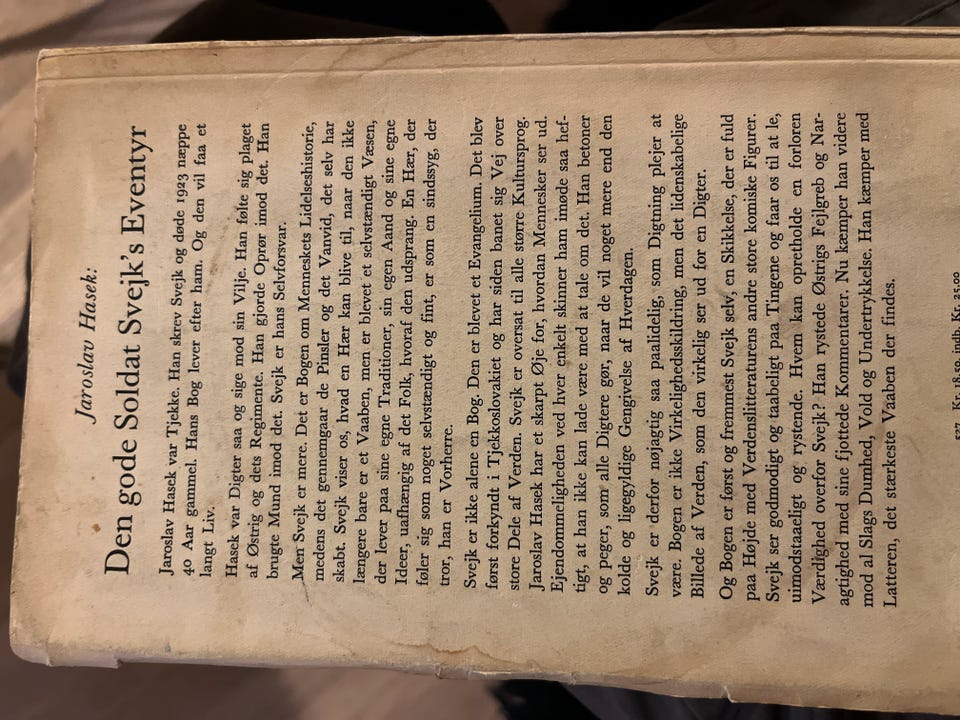 Jaroslav Hasek:
Den gode Soldat Svejk's Eventyr
Jaroslav Hasek var Tjekke. Han skrev Svejk og døde 1923 næppe
40 Aar gammel. Hans Bog lever efter ham. Og den vil faa et
langt Liv.
Hasek var Digter saa og sige mod sin Vilje. Han følte sig plaget
af Østrig og dets Regimente. Han gjorde Oprør imod det. Han
brugte Mund imod det. Svejk er hans Selvforsvar.
Men Svejk er mere. Det er Bogen om Menneskets Lidelseshistorie,
medens det gennemgaar de Pinsler og det Vanvid, det selv har
skabt. Svejk viser os, hvad en Hær kan blive til, naar den ikke
længere bare er et Vaaben, men er blevet et selvstændigt Væsen,
der lever paa sine egne Traditioner, sin egen Aand og sine egne
Ideer, uafhængig af det Folk, hvoraf den udsprang. En Hær, der
føler sig som noget selvstændigt og fint, er som en sindssyg, der
tror, han er Vorherre.
Svejk er ikke alene en Bog. Den er blevet et Evangelium. Det blev
først forkyndt i Tjekkoslovakiet og har siden banet sig Vej over
store Dele af Verden. Svejk er oversat til alle større Kultursprog.
Jaroslav Hasek har et skarpt Øje for, hvordan Mennesker ser ud.
Ejendommeligheden ved hver enkelt skinner ham imøde saa hef-
tigt, at han ikke kan lade være med at tale om det. Han betoner
og peger, som alle Digtere gør, naar de vil noget mere end den
kolde og ligegyldige Gengivelse af Hverdagen.
Svejk er derfor nøjagtig saa paalidelig, som Digtning plejer at
være. Bogen er ikke Virkelighedsskildring, men det lidenskabelige
Billede af Verden, som den virkelig ser ud for en Digter.
Og Bogen er først og fremmest Svejk selv, en Skikkelse, der er fuld
paa Højde med Verdenslitteraturens andre store komiske Figurer.
Svejk ser godmodigt og taabeligt paa Tingene og faar os til at le,
uimodstaaeligt og rystende. Hvem kan opretholde en forloren
Værdighed overfor Svejk? Han rystede Østrigs Fejlgreb og Nar-
agtighed med sine fjottede Kommentarer. Nu kæmper han videre
mod al Slags Dumhed, Vold og Undertrykkelse. Han kæmper med
Latteren, det stærkeste Vaaben der findes.
Kr. 18.50 indb. Kr. 25.00